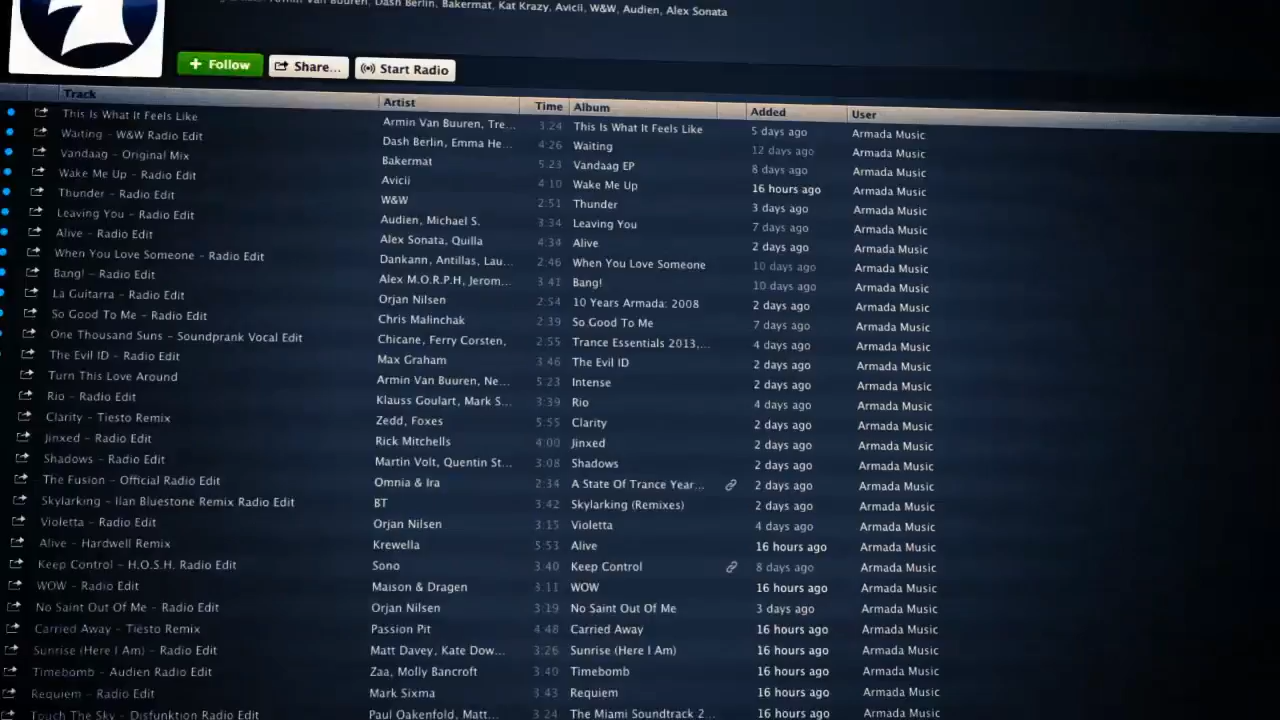 Armin Van Buuren, Dash Berlin, Bakermat, Kat Krazy, Avicii, W&W, Audien, Alex Sonata
+ Follow Share... Start Radio
Track Artist Time Album Added User
This Is What It Feels Like Armin Van Buuren, Tre... 3:24 This Is What It Feels Like 5 days ago Armada Music
Waiting - W&W Radio Edit Dash Berlin, Emma He... 4:26 Waiting 12 days ago Armada Music
Vandaag - Original Mix Bakermat 5:23 Vandaag EP 8 days ago Armada Music
Wake Me Up - Radio Edit Avicii 4:10 Wake Me Up 16 hours ago Armada Music
Thunder - Radio Edit W&W 2:51 Thunder 3 days ago Armada Music
Leaving You - Radio Edit Audien, Michael S. 3:34 Leaving You 7 days ago Armada Music
Alive - Radio Edit Alex Sonata, Quilla 4:34 Alive 2 days ago Armada Music
When You Love Someone - Radio Edit Dankann, Antillas, Lau... 2:46 When You Love Someone 10 days ago Armada Music
Bang! - Radio Edit Alex M.O.R.P.H, Jerom... 3:41 Bang! 10 days ago Armada Music
La Guitarra - Radio Edit Orjan Nilsen 2:54 10 Years Armada: 2008 2 days ago Armada Music
So Good To Me - Radio Edit Chris Malinchak 2:39 So Good To Me 7 days ago Armada Music
One Thousand Suns - Soundprank Vocal Edit Chicane, Ferry Corsten, 2:55 Trance Essentials 2013,... 4 days ago Armada Music
The Evil ID - Radio Edit Max Graham 3:46 The Evil ID 2 days ago Armada Music
Turn This Love Around Armin Van Buuren, Ne... 5:23 Intense 2 days ago Armada Music
Rio - Radio Edit Klauss Goulart, Mark S... 3:39 Rio 4 days ago Armada Music
Clarity - Tiësto Remix Zedd, Foxes 5:55 Clarity 2 days ago Armada Music
Jinxed - Radio Edit Rick Mitchells 4:00 Jinxed 2 days ago Armada Music
Shadows - Radio Edit Martin Volt, Quentin St... 3:08 Shadows 2 days ago Armada Music
The Fusion - Official Radio Edit Omnia & Ira 2:34 A State Of Trance Year... 2 days ago Armada Music
Skylarking - Ilan Bluestone Remix Radio Edit BT 3:42 Skylarking (Remixes) 2 days ago Armada Music
Violetta - Radio Edit Orjan Nilsen 3:15 Violetta 4 days ago Armada Music
Alive - Hardwell Remix Krewella 5:53 Alive 16 hours ago Armada Music
Keep Control - H.O.S.H. Radio Edit Sono 3:40 Keep Control 8 days ago Armada Music
WOW - Radio Edit Maison & Dragen 3:11 WOW 16 hours ago Armada Music
No Saint Out Of Me - Radio Edit Orjan Nilsen 3:19 No Saint Out Of Me 3 days ago Armada Music
Carried Away - Tiësto Remix Passion Pit 4:48 Carried Away 16 hours ago Armada Music
Sunrise (Here I Am) - Radio Edit Matt Davey, Kate Dow... 3:26 Sunrise (Here I Am) 16 hours ago Armada Music
Timebomb - Audien Radio Edit Zaa, Molly Bancroft 3:40 Timebomb 16 hours ago Armada Music
Requiem - Radio Edit Mark Sixma 3:43 Requiem 16 hours ago Armada Music
Touch The Sky - Disfunktion Radio Edit Paul Oakenfold, Matt... 3:24 The Miami Soundtrack 2... 16 hours ago Armada Music